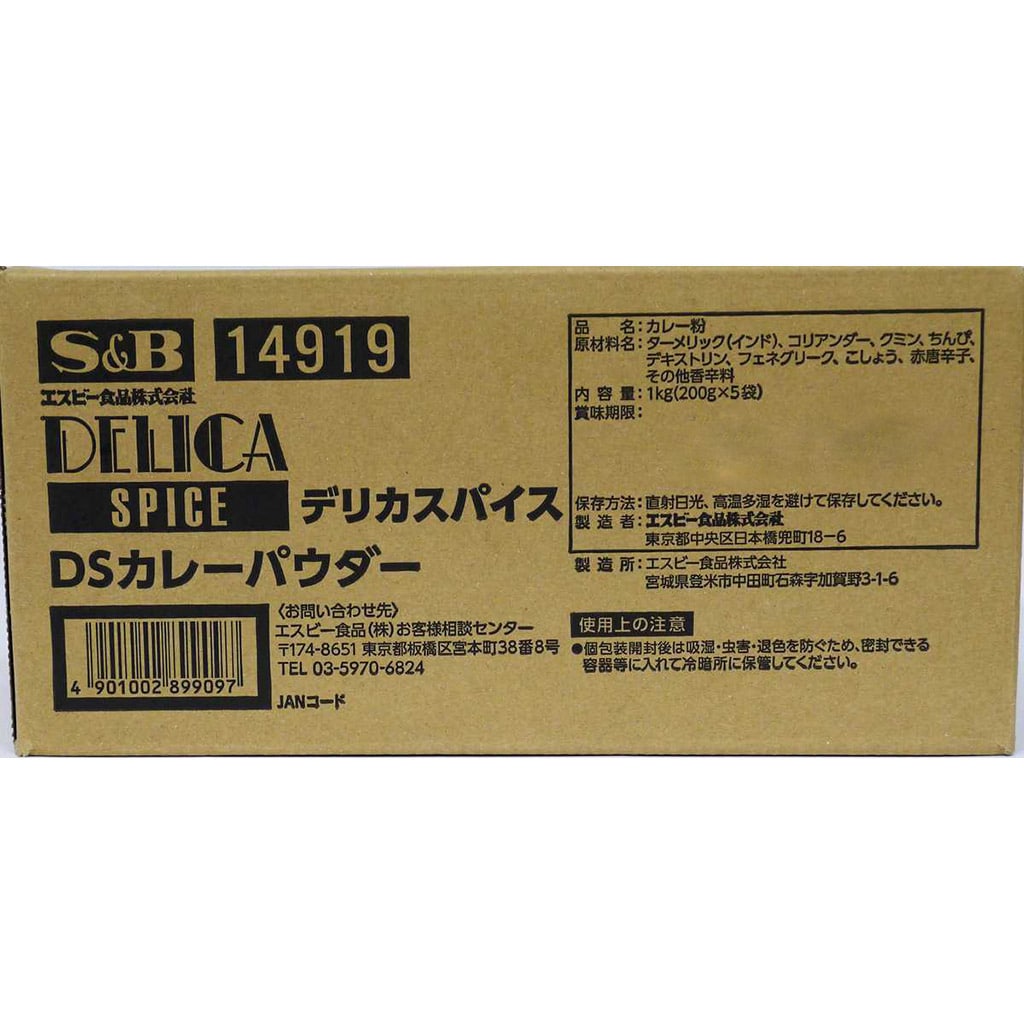 S&B 14919
エスビー食品株式会社
DELICA
SPICE デリカスパイス
DSカレーパウダー
4 901002 899097
〈お問い合わせ先〉
エスビー食品(株)お客様相談センター
〒174-8651 東京都板橋区宮本町38番8号
TEL 03-5970-6824
JANコード
品名:カレー粉
原材料名:ターメリック(インド)、コリアンダー、クミン、ちんぴ、
デキストリン、フェネグリーク、こしょう、赤唐辛子、
その他香辛料
内容量:1kg(200g×5袋)
賞味期限:
保存方法:直射日光、高温多湿を避けて保存してください。
製造者:エスビー食品株式会社
東京都中央区日本橋兜町18-6
製造所:エスビー食品株式会社
宮城県登米市中田町石森字加賀野3-1-6
使用上の注意
●個包装開封後は吸湿・虫害・退色を防ぐため、密封できる
容器等に入れて冷暗所に保管してください。